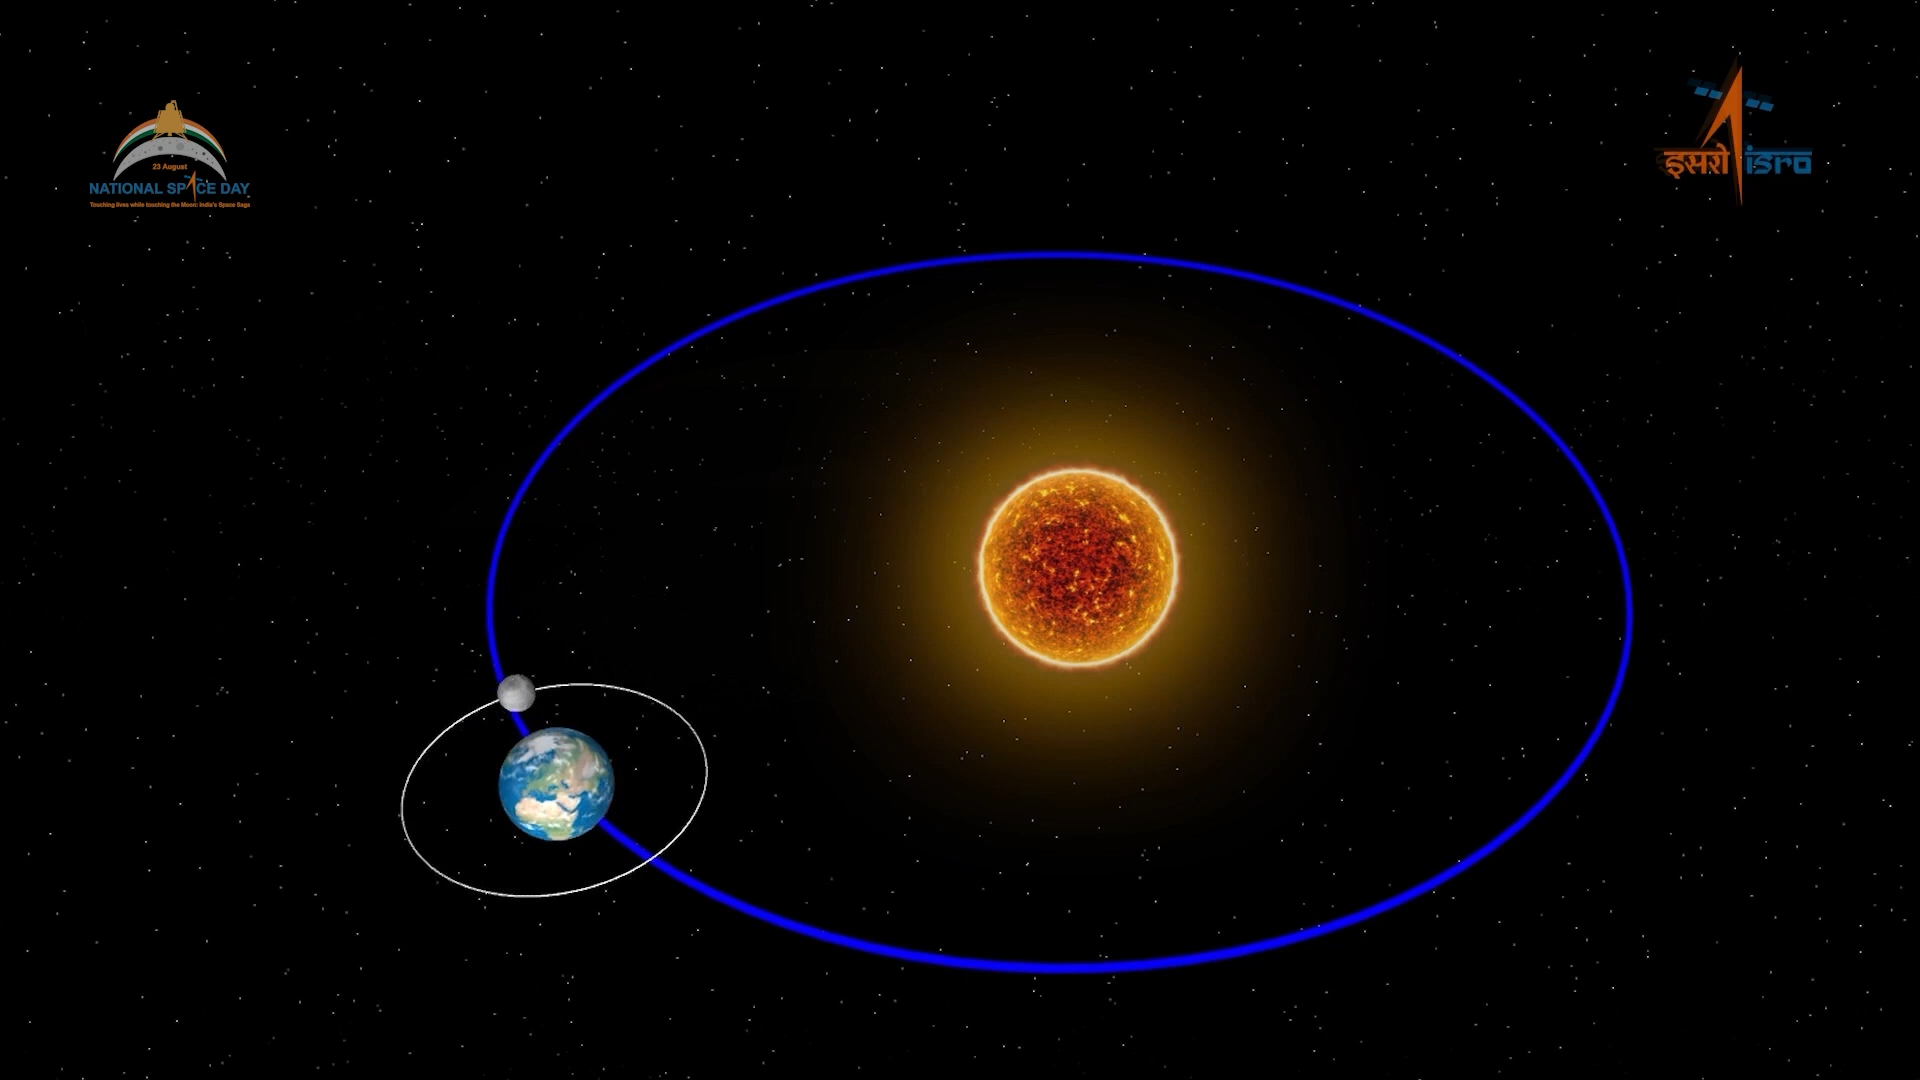 23 August
NATIONAL SPACE DAY
Touching lives while touching the Moon: India's Space Saga
इसरो isro